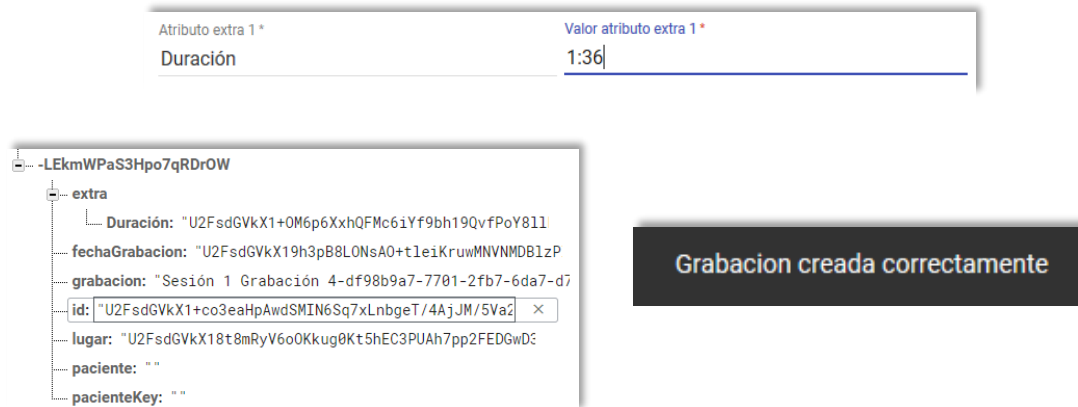 Atributo extra 1 *
Valor atributo extra 1 *
Duración
1:36
-LEkmWPaS3Hpo7qRDrOW
extra
Duración: "U2FsdGVkX1+OM6p6XxhQFMc6iYf9bh19QvfPoY8ll
fechaGrabacion: "U2FsdGVkX19h3pB8LONsAO+tleiKruwMNVNMDBlzP
grabacion: "Sesión 1 Grabación 4-df98b9a7-7701-2fb7-6da7-d7
id: "U2FsdGVkX1+co3eaHpAwdSMIN6Sq7xLnbgeT/4AjJM/5Va2
lugar: "U2FsdGVkX18t8mRyV6oOKkug0Kt5hEC3PUAh7pp2FEDGwD3
paciente: ""
pacienteKey: ""
Grabacion creada correctamente